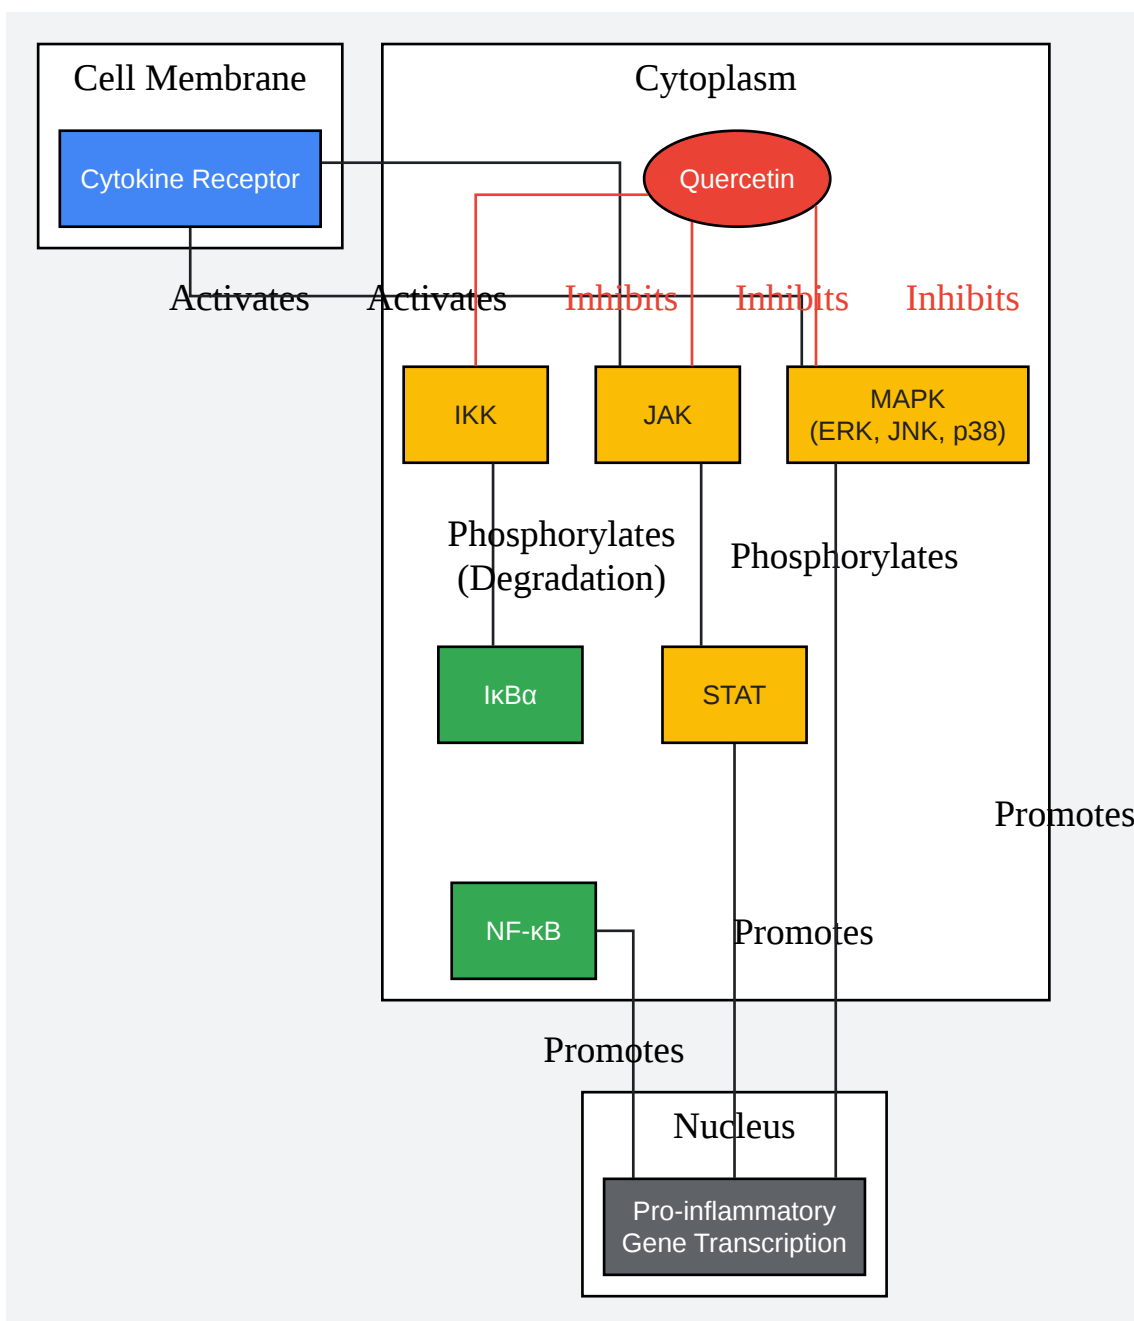 Cell Membrane
Cytoplasm
Cytokine Receptor
Quercetin
Activates
Activates
Inhibits
Inhibits
Inhibits
IKK
JAK
MAPK
(ERK, JNK, p38)
Phosphorylates
(Degradation)
Phosphorylates
IκBα
STAT
Promotes
NF-κB
Promotes
Promotes
Nucleus
Pro-inflammatory
Gene Transcription